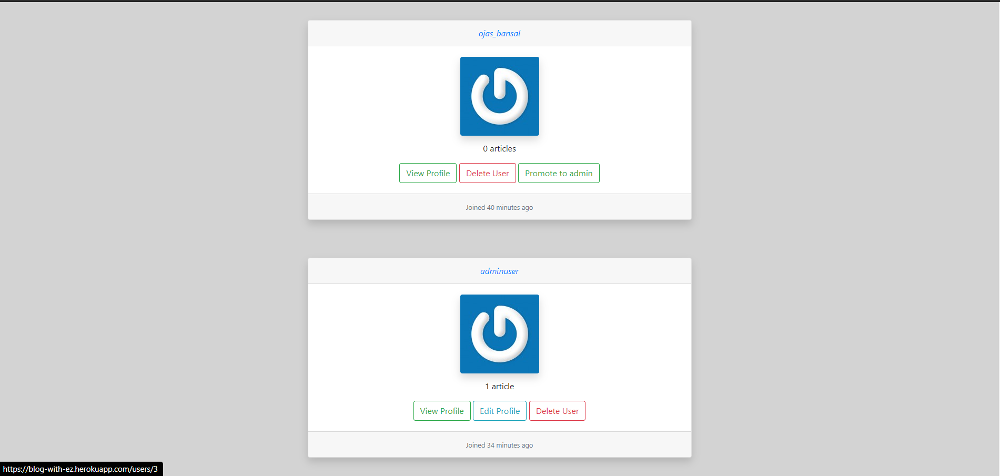 ojas_bansal
0 articles
View Profile Delete User Promote to admin
Joined 40 minutes ago
adminuser
1 article
View Profile Edit Profile Delete User
Joined 34 minutes ago
https://blog-with-ez.herokuapp.com/users/3